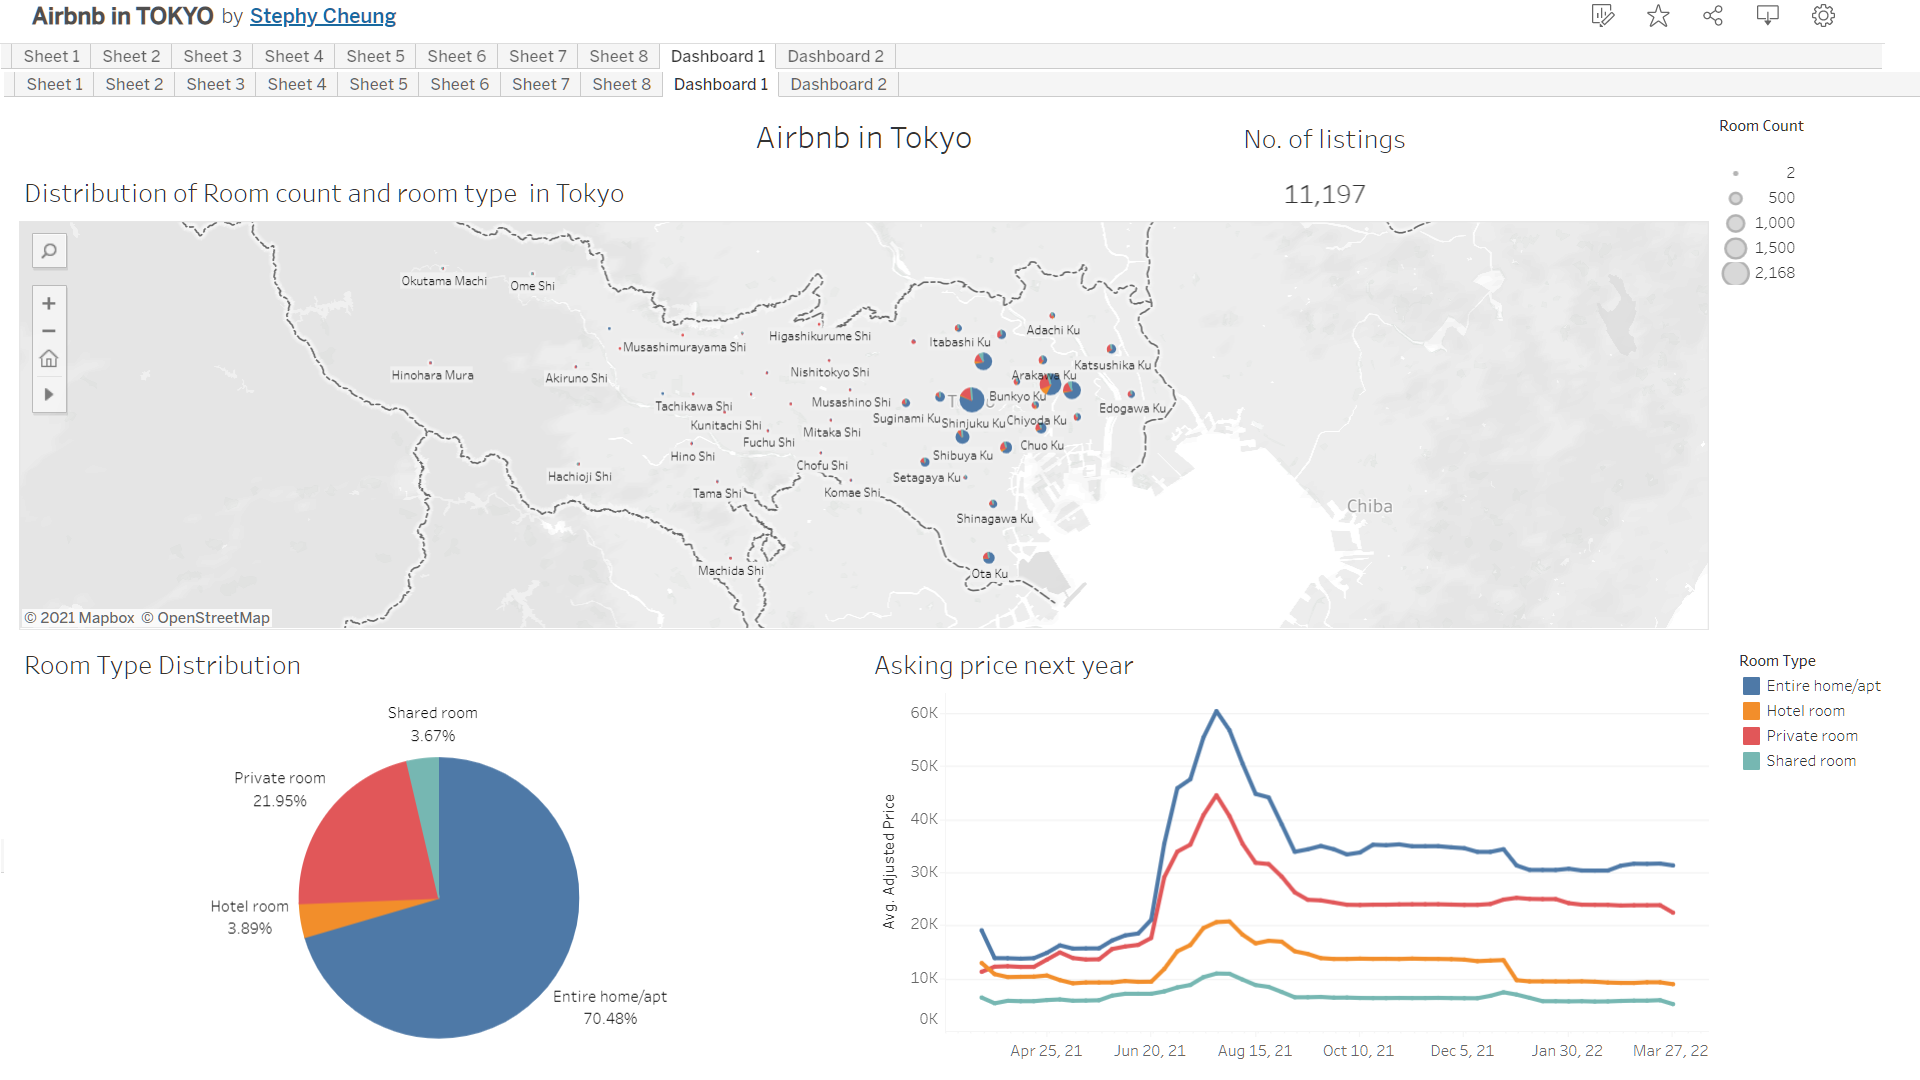 Airbnb in TOKYO by Stephy Cheung
Sheet 1 Sheet 2 Sheet 3 Sheet 4 Sheet 5 Sheet 6 Sheet 7 Sheet 8 Dashboard 1 Dashboard 2
Sheet 1 Sheet 2 Sheet 3 Sheet 4 Sheet 5 Sheet 6 Sheet 7 Sheet 8 Dashboard 1 Dashboard 2
Airbnb in Tokyo
No. of listings
11,197
Room Count
2
500
1,000
1,500
2,168
Distribution of Room count and room type in Tokyo
Okutama Machi
Ome Shi
Higashikurume Shi
Musashimurayama Shi
Itabashi Ku
Adachi Ku
Katsushika Ku
Hinohara Mura
Akiruno Shi
Nishitokyo Shi
Arakawa Ku
Tachikawa Shi
Musashino Shi
Bunkyo Ku
Edogawa Ku
Suginami Ku
Shinjuku Ku
Chiyoda Ku
Kunitachi Shi
Fuchu Shi
Mitaka Shi
Hino Shi
Chofu Shi
Shibuya Ku
Chuo Ku
Hachioji Shi
Setagaya Ku
Tama Shi
Komae Shi
Shinagawa Ku
Chiba
Machida Shi
Ota Ku
© 2021 Mapbox © OpenStreetMap
Room Type Distribution
Shared room
3.67%
Private room
21.95%
Hotel room
3.89%
Entire home/apt
70.48%
Asking price next year
Avg. Adjusted Price
60K
50K
40K
30K
20K
10K
0K
Apr 25, 21 Jun 20, 21 Aug 15, 21 Oct 10, 21 Dec 5, 21 Jan 30, 22 Mar 27, 22
Room Type
Entire home/apt
Hotel room
Private room
Shared room